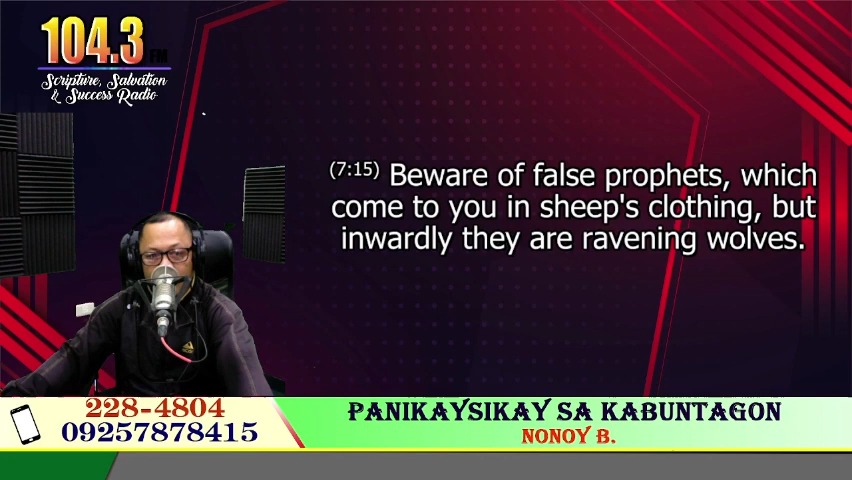 104.3 FM
Scripture, Salvation
& Success Radio
(7:15) Beware of false prophets, which
come to you in sheep's clothing, but
inwardly they are ravening wolves.
228-4804
09257878415
PANIKAYSIKAY SA KABUNTAGON
NONOY B.